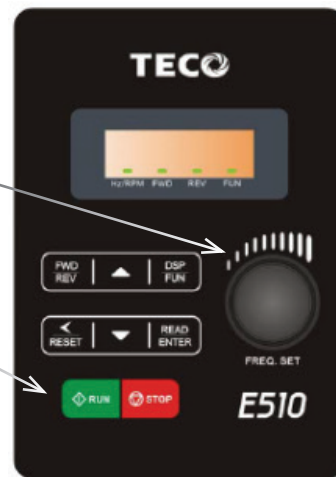 TECO
Hz/RPM FWD REV FUN
FWD REV ▲ DSP FUN
< RESET ▼ READ ENTER
FREQ. SET
RUN STOP E510